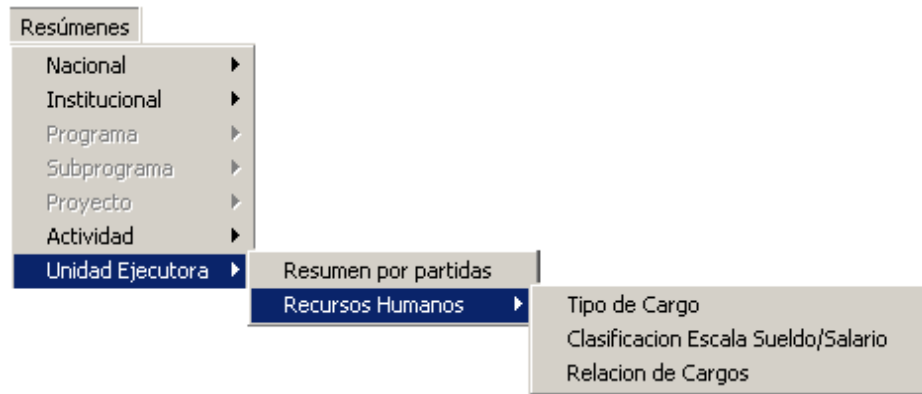 Resúmenes
Nacional
Institucional
Programa
Subprograma
Proyecto
Actividad
Unidad Ejecutora
Resumen por partidas
Recursos Humanos
Tipo de Cargo
Clasificacion Escala Sueldo/Salario
Relacion de Cargos